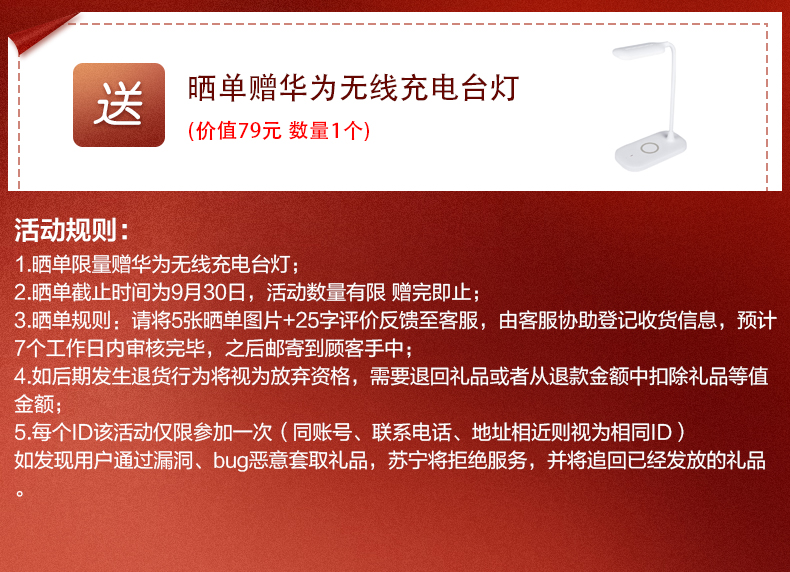 送
晒单赠华为无线充电台灯
(价值79元 数量1个)
活动规则：
1.晒单限量赠华为无线充电台灯；
2.晒单截止时间为9月30日，活动数量有限 赠完即止；
3.晒单规则：请将5张晒单图片+25字评价反馈至客服，由客服协助登记收货信息，预计
7个工作日内审核完毕，之后邮寄到顾客手中；
4.如后期发生退货行为将视为放弃资格，需要退回礼品或者从退款金额中扣除礼品等值
金额；
5.每个ID该活动仅限参加一次（同账号、联系电话、地址相近则视为相同ID）
如发现用户通过漏洞、bug恶意套取礼品，苏宁将拒绝服务，并将追回已经发放的礼品
。